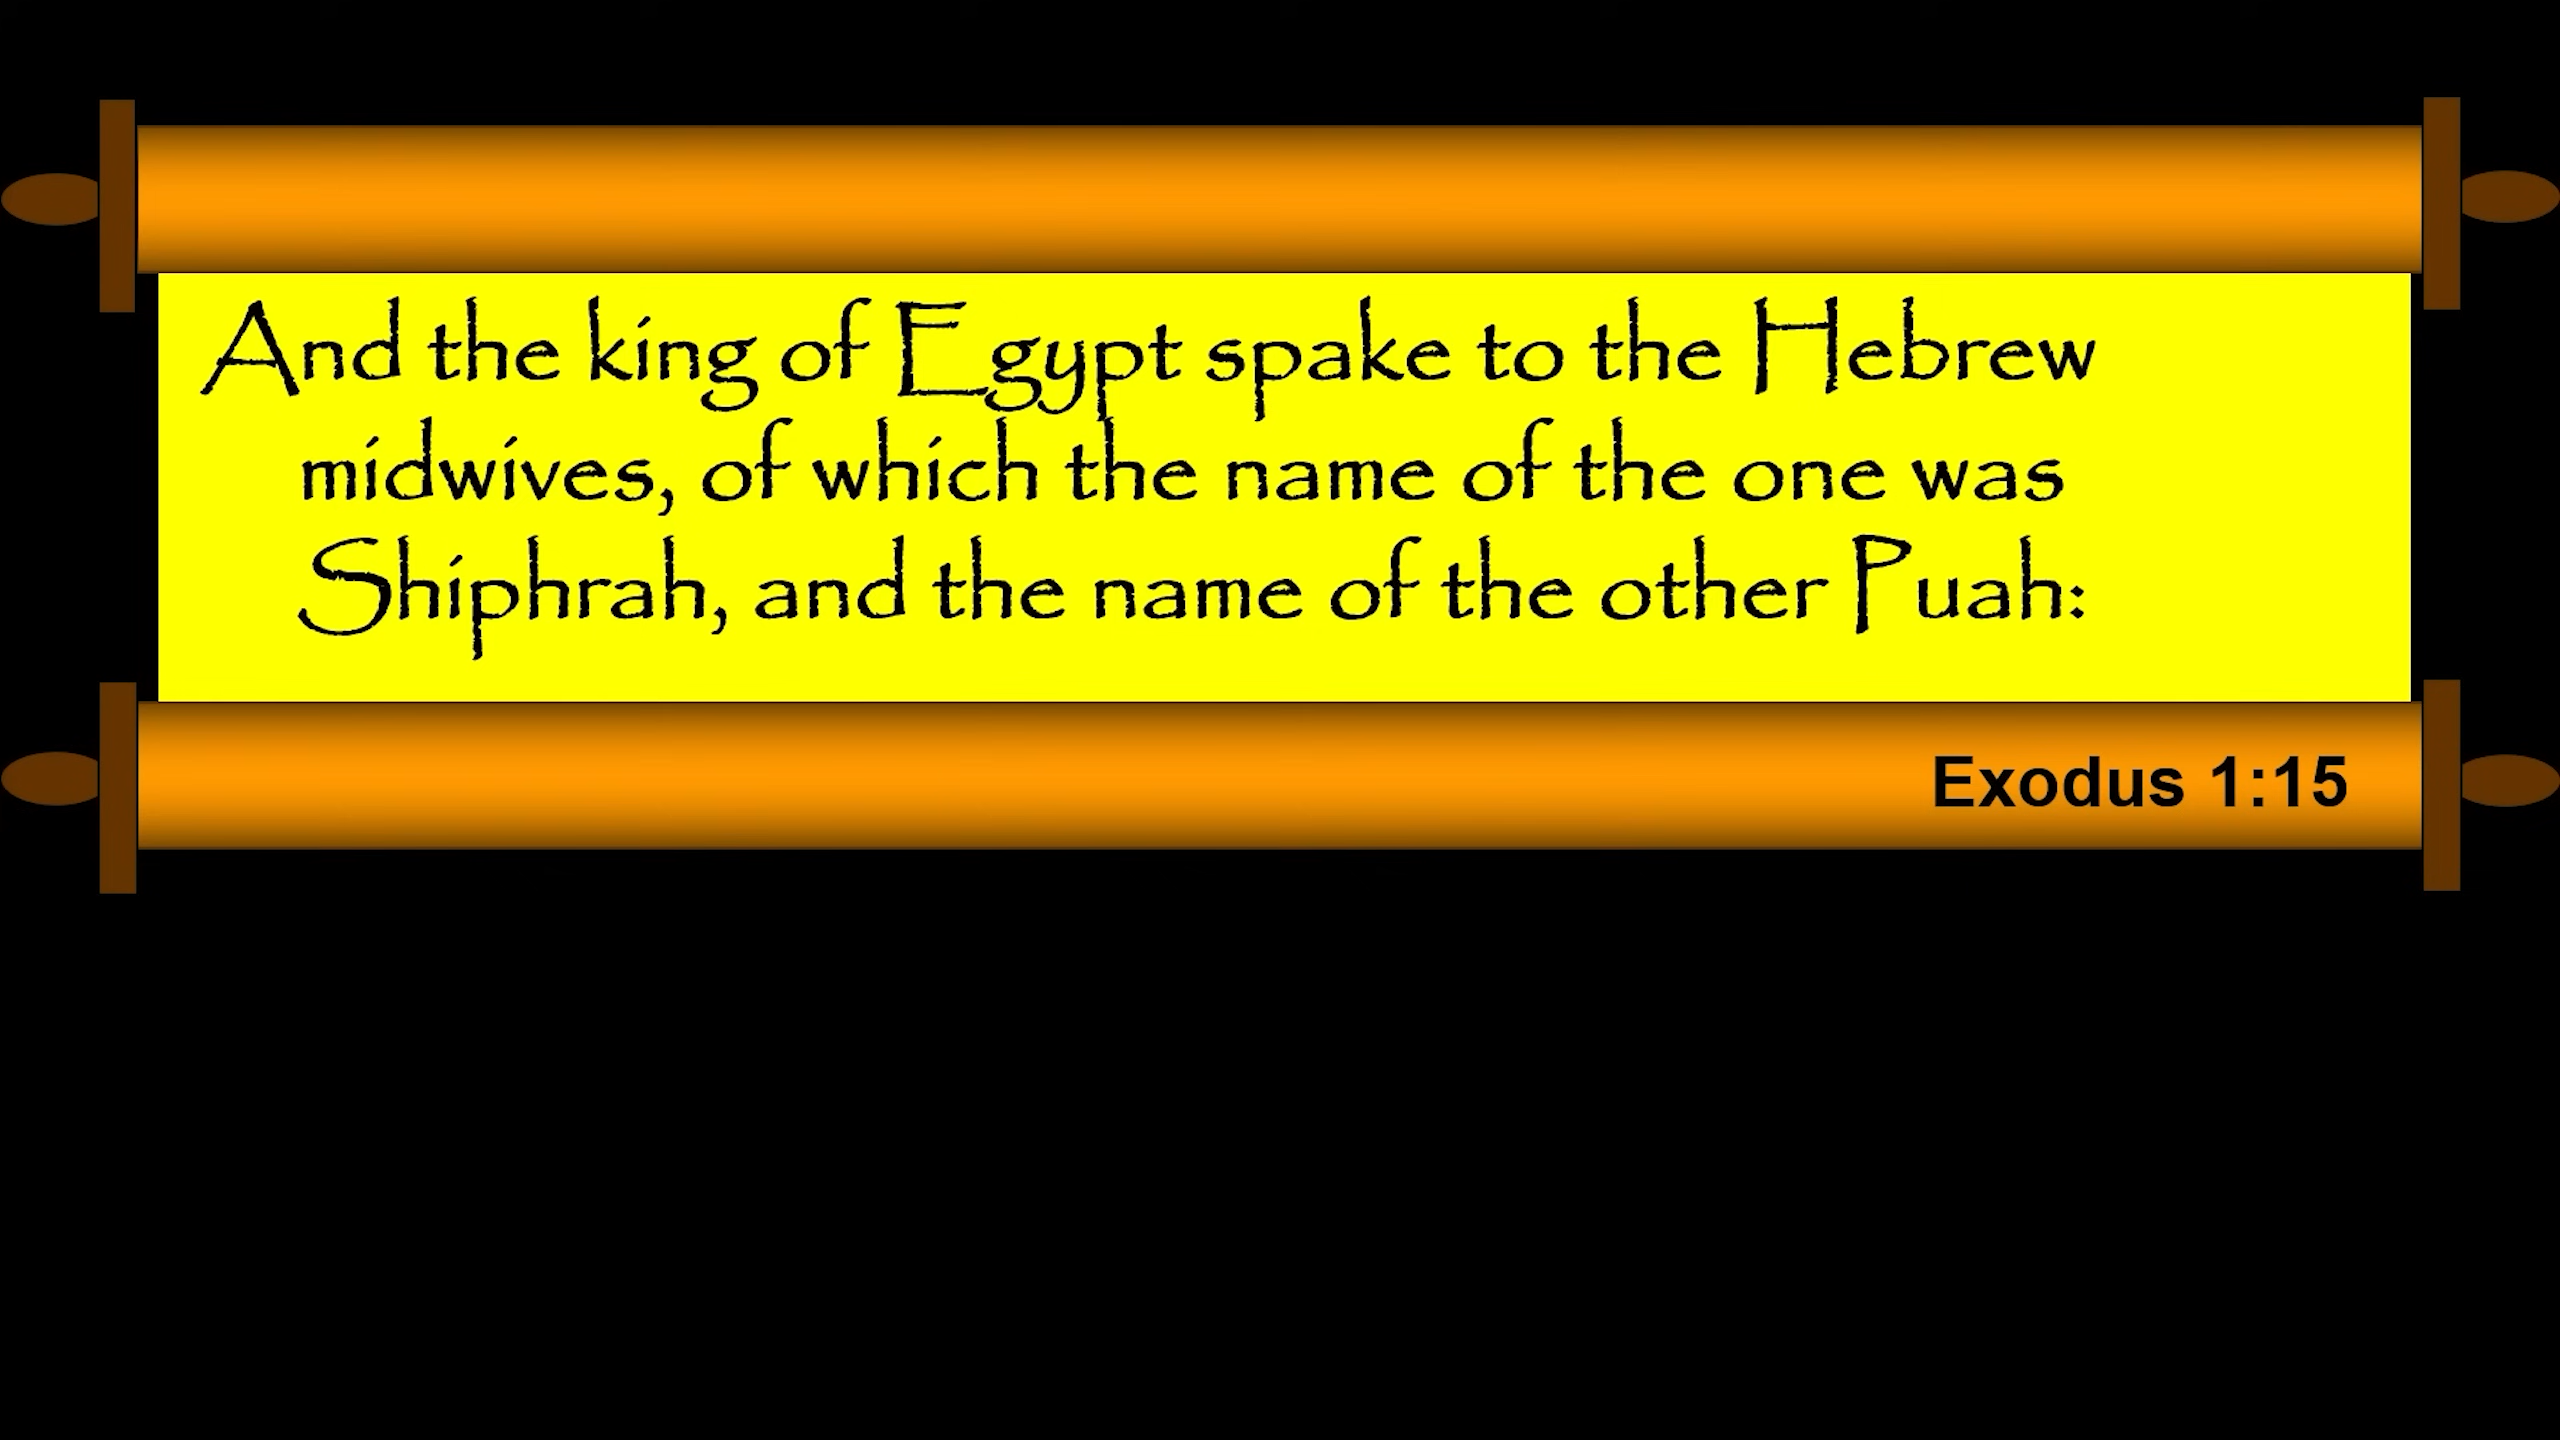 And the king of Egypt spake to the Hebrew
midwives, of which the name of the one was
Shiphrah, and the name of the other Puah:
Exodus 1:15